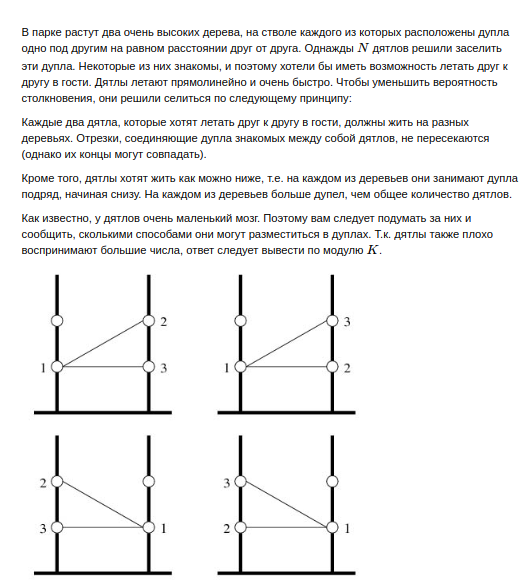 В парке растут два очень высоких дерева, на стволе каждого из которых расположены дупла
одно под другим на равном расстоянии друг от друга. Однажды N дятлов решили заселить
эти дупла. Некоторые из них знакомы, и поэтому хотели бы иметь возможность летать друг к
другу в гости. Дятлы летают прямолинейно и очень быстро. Чтобы уменьшить вероятность
столкновения, они решили селиться по следующему принципу:
Каждые два дятла, которые хотят летать друг к другу в гости, должны жить на разных
деревьях. Отрезки, соединяющие дупла знакомых между собой дятлов, не пересекаются
(однако их концы могут совпадать).
Кроме того, дятлы хотят жить как можно ниже, т.е. на каждом из деревьев они занимают дупла
подряд, начиная снизу. На каждом из деревьев больше дупел, чем общее количество дятлов.
Как известно, у дятлов очень маленький мозг. Поэтому вам следует подумать за них и
сообщить, сколькими способами они могут разместиться в дуплах. Т.к. дятлы также плохо
воспринимают большие числа, ответ следует вывести по модулю K.
2 3
1 3 1 2
2 3
3 1 2 1